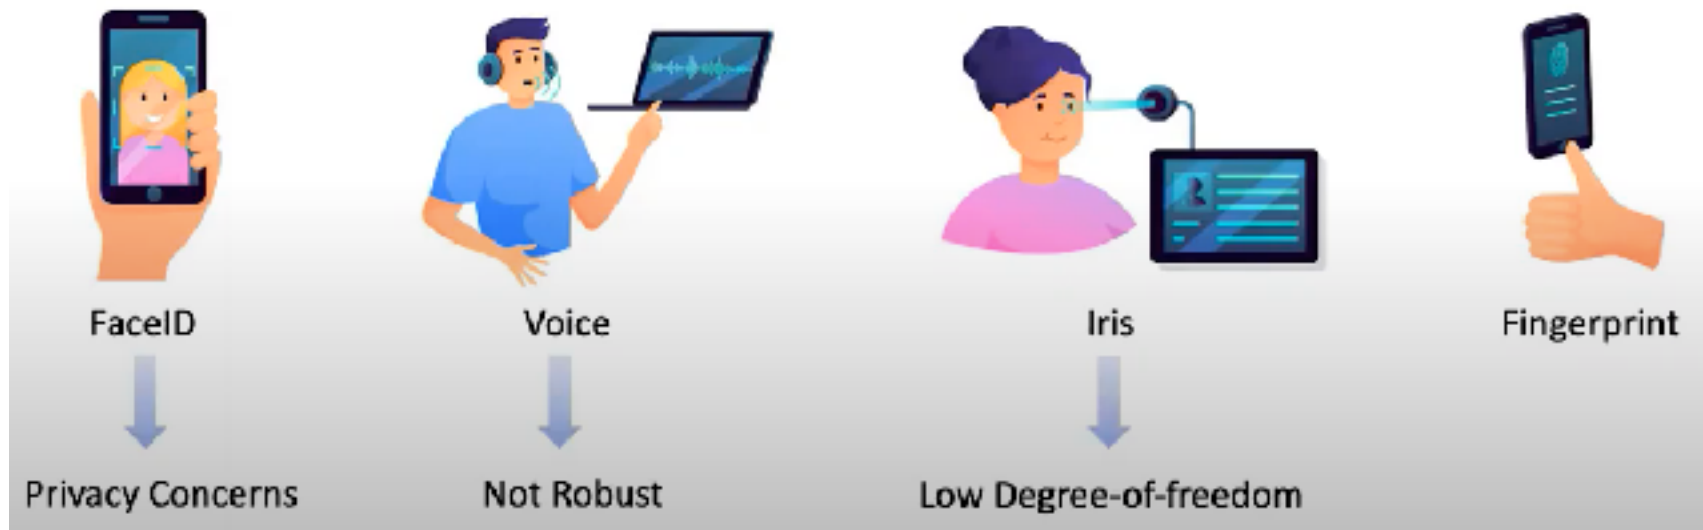 FaceID
Voice
Iris
Fingerprint
Privacy Concerns
Not Robust
Low Degree-of-freedom